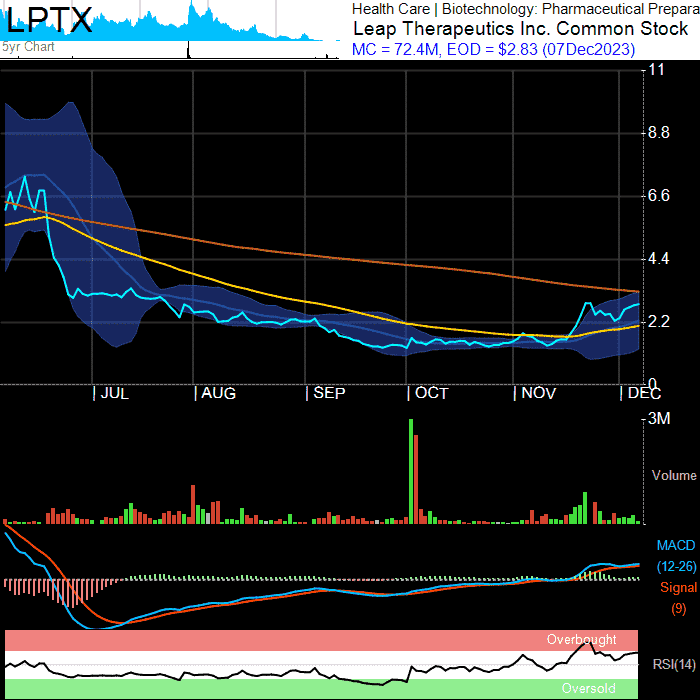 LPTX
5yr Chart
Health Care | Biotechnology: Pharmaceutical Prepara
Leap Therapeutics Inc. Common Stock
MC = 72.4M, EOD = $2.83 (07Dec2023)
11
8.8
6.6
4.4
2.2
0
JUL
AUG
SEP
OCT
NOV
DEC
3M
Volume
MACD
(12-26)
Signal
(9)
Overbought
RSI(14)
Oversold